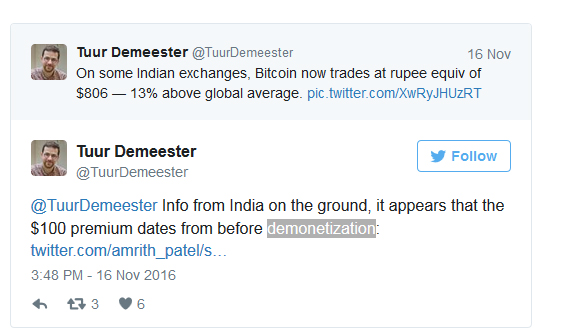 Tuur Demeester @TuurDemeester 16 Nov
On some Indian exchanges, Bitcoin now trades at rupee equiv of
$806 — 13% above global average. pic.twitter.com/XwRyJHUzRT
Tuur Demeester
@TuurDemeester
Follow
@TuurDemeester Info from India on the ground, it appears that the
$100 premium dates from before demonetization:
twitter.com/amrith_patel/s…
3:48 PM - 16 Nov 2016
3 6